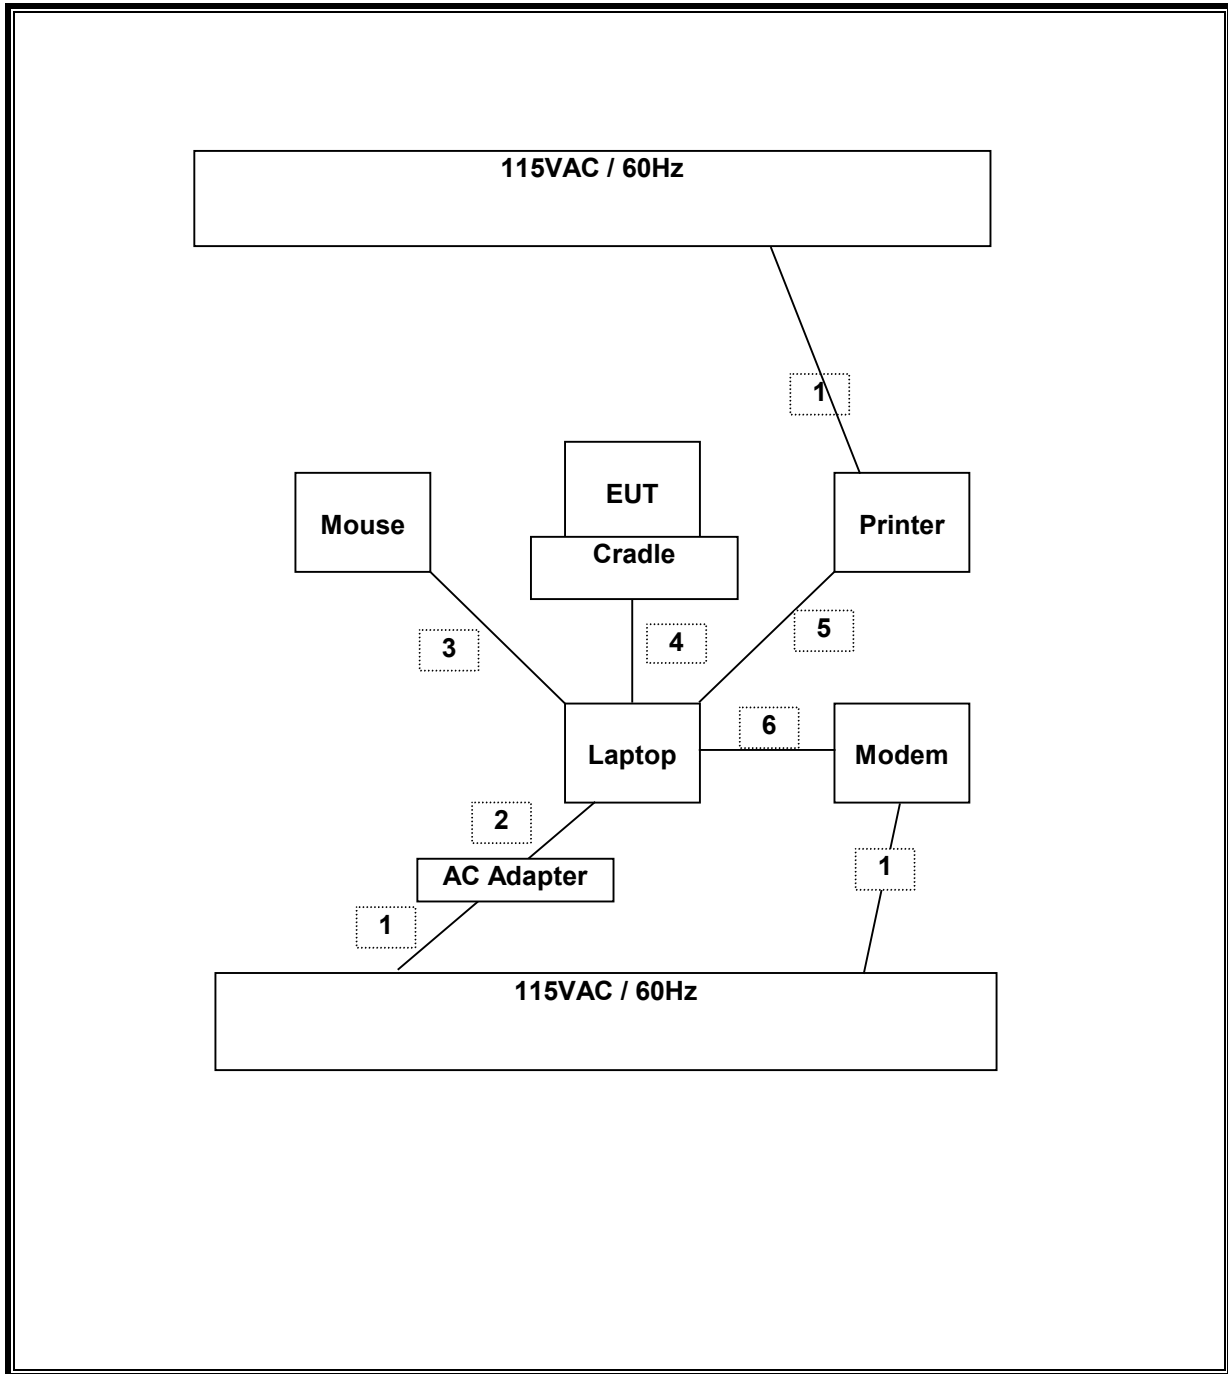 115VAC / 60Hz
1
EUT
Mouse
Printer
Cradle
3
4
5
6
Laptop
Modem
2
1
AC Adapter
1
115VAC / 60Hz